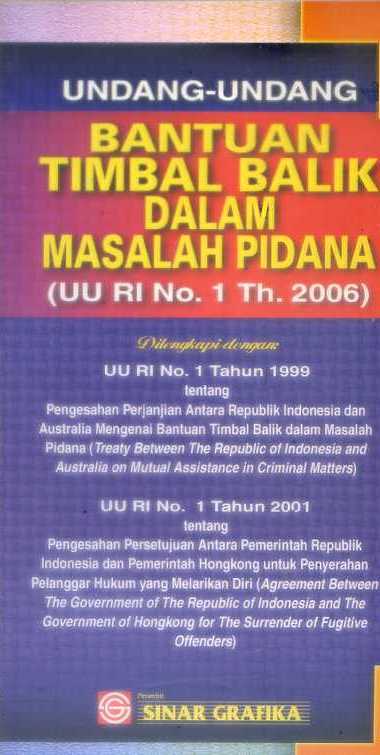 UNDANG-UNDANG
BANTUAN
TIMBAL BALIK
DALAM
MASALAH PIDANA
(UU RI No. 1 Th. 2006)
Dilengkapi dengan:
UU RI No. 1 Tahun 1999
tentang
Pengesahan Perjanjian Antara Republik Indonesia dan
Australia Mengenai Bantuan Timbal Balik dalam Masalah
Pidana (Treaty Between The Republic of Indonesia and
Australia on Mutual Assistance in Criminal Matters)
UU RI No. 1 Tahun 2001
tentang
Pengesahan Persetujuan Antara Pemerintah Republik
Indonesia dan Pemerintah Hongkong untuk Penyerahan
Pelanggar Hukum yang Melarikan Diri (Agreement Between
The Government of The Republic of Indonesia and The
Government of Hongkong for The Surrender of Fugitive
Offenders)
Penerbit
SINAR GRAFIKA